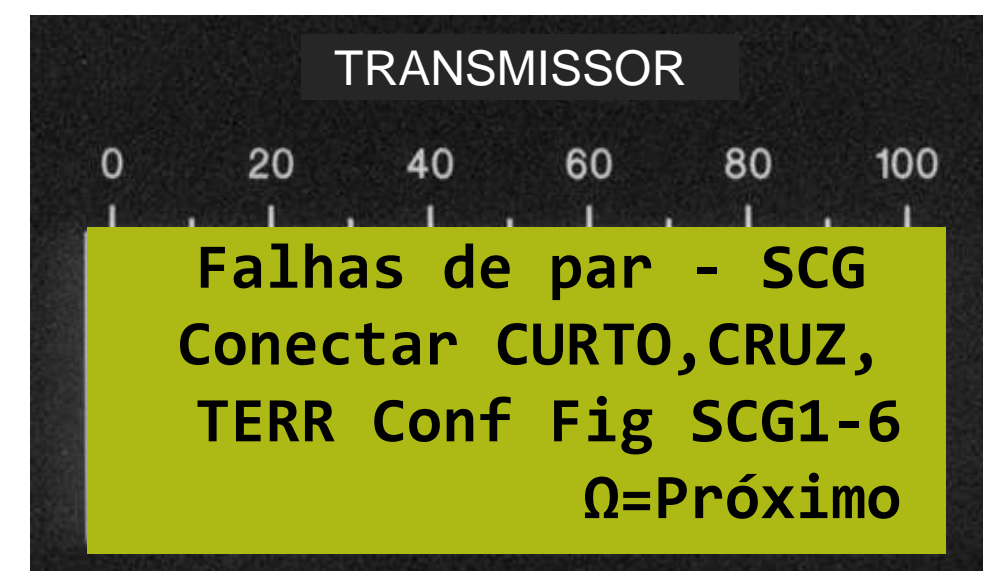 TRANSMISSOR
0 20 40 60 80 100
Falhas de par - SCG
Conectar CURTO,CRUZ,
TERR Conf Fig SCG1-6
Ω=Próximo